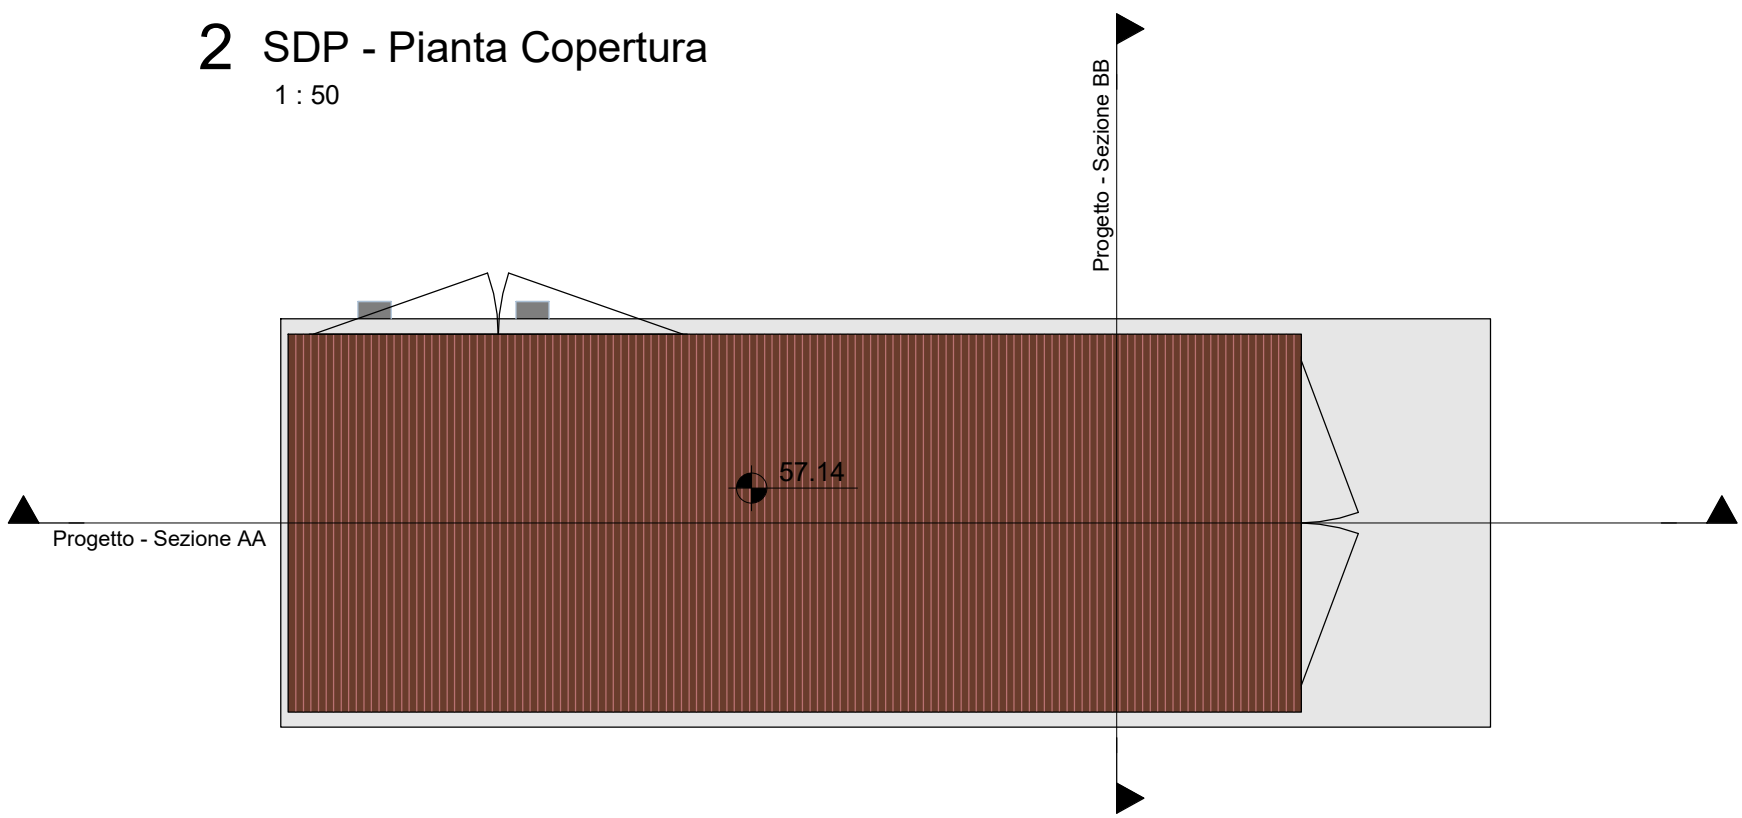 2 SDP - Pianta Copertura
1 : 50
Progetto - Sezione BB
57.14
Progetto - Sezione AA